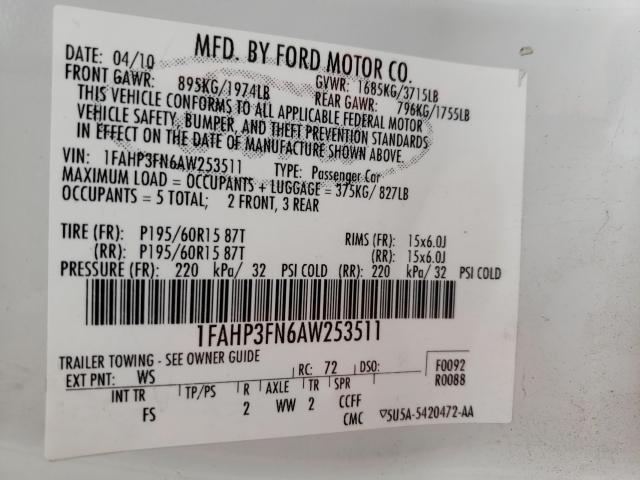 MFD. BY FORD MOTOR CO.
DATE: 04/10 GVWR: 1685KG/3715LB
FRONT GAWR: 895KG/1974LB REAR GAWR: 796KG/1755LB
THIS VEHICLE CONFORMS TO ALL APPLICABLE FEDERAL MOTOR
VEHICLE SAFETY, BUMPER, AND THEFT PREVENTION STANDARDS
IN EFFECT ON THE DATE OF MANUFACTURE SHOWN ABOVE.
VIN: 1FAHP3FN6AW253511 TYPE: Passenger Car
MAXIMUM LOAD = OCCUPANTS + LUGGAGE = 375KG/ 827LB
OCCUPANTS = 5 TOTAL; 2 FRONT, 3 REAR
TIRE (FR): P195/60R15 87T RIMS (FR): 15x6.0J
(RR): P195/60R15 87T (RR): 15x6.0J
PRESSURE (FR): 220 kPa/ 32 PSI COLD (RR): 220 kPa/ 32 PSI COLD
1FAHP3FN6AW253511
TRAILER TOWING - SEE OWNER GUIDE
EXT PNT: WS RC: 72 DSO: F0092
R0088
INT TR TP/PS R AXLE TR SPR
FS 2 WW 2 CCFF
CMC ▽5U5A-5420472-AA